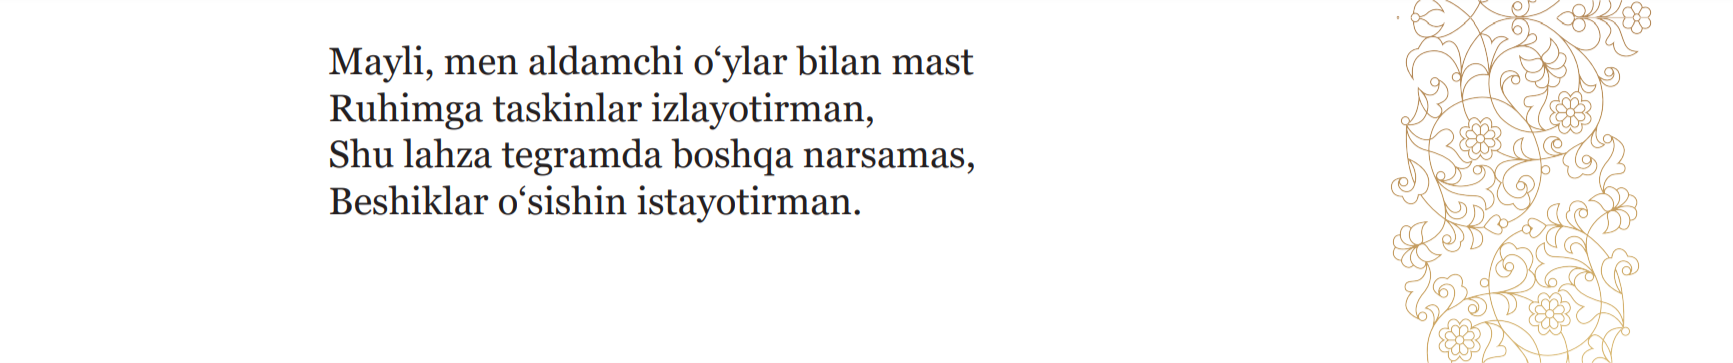 Mayli, men aldamchi o‘ylar bilan mast
Ruhimga taskinlar izlayotirman,
Shu lahza tegramda boshqa narsamas,
Beshiklar o‘sishin istayotirman.